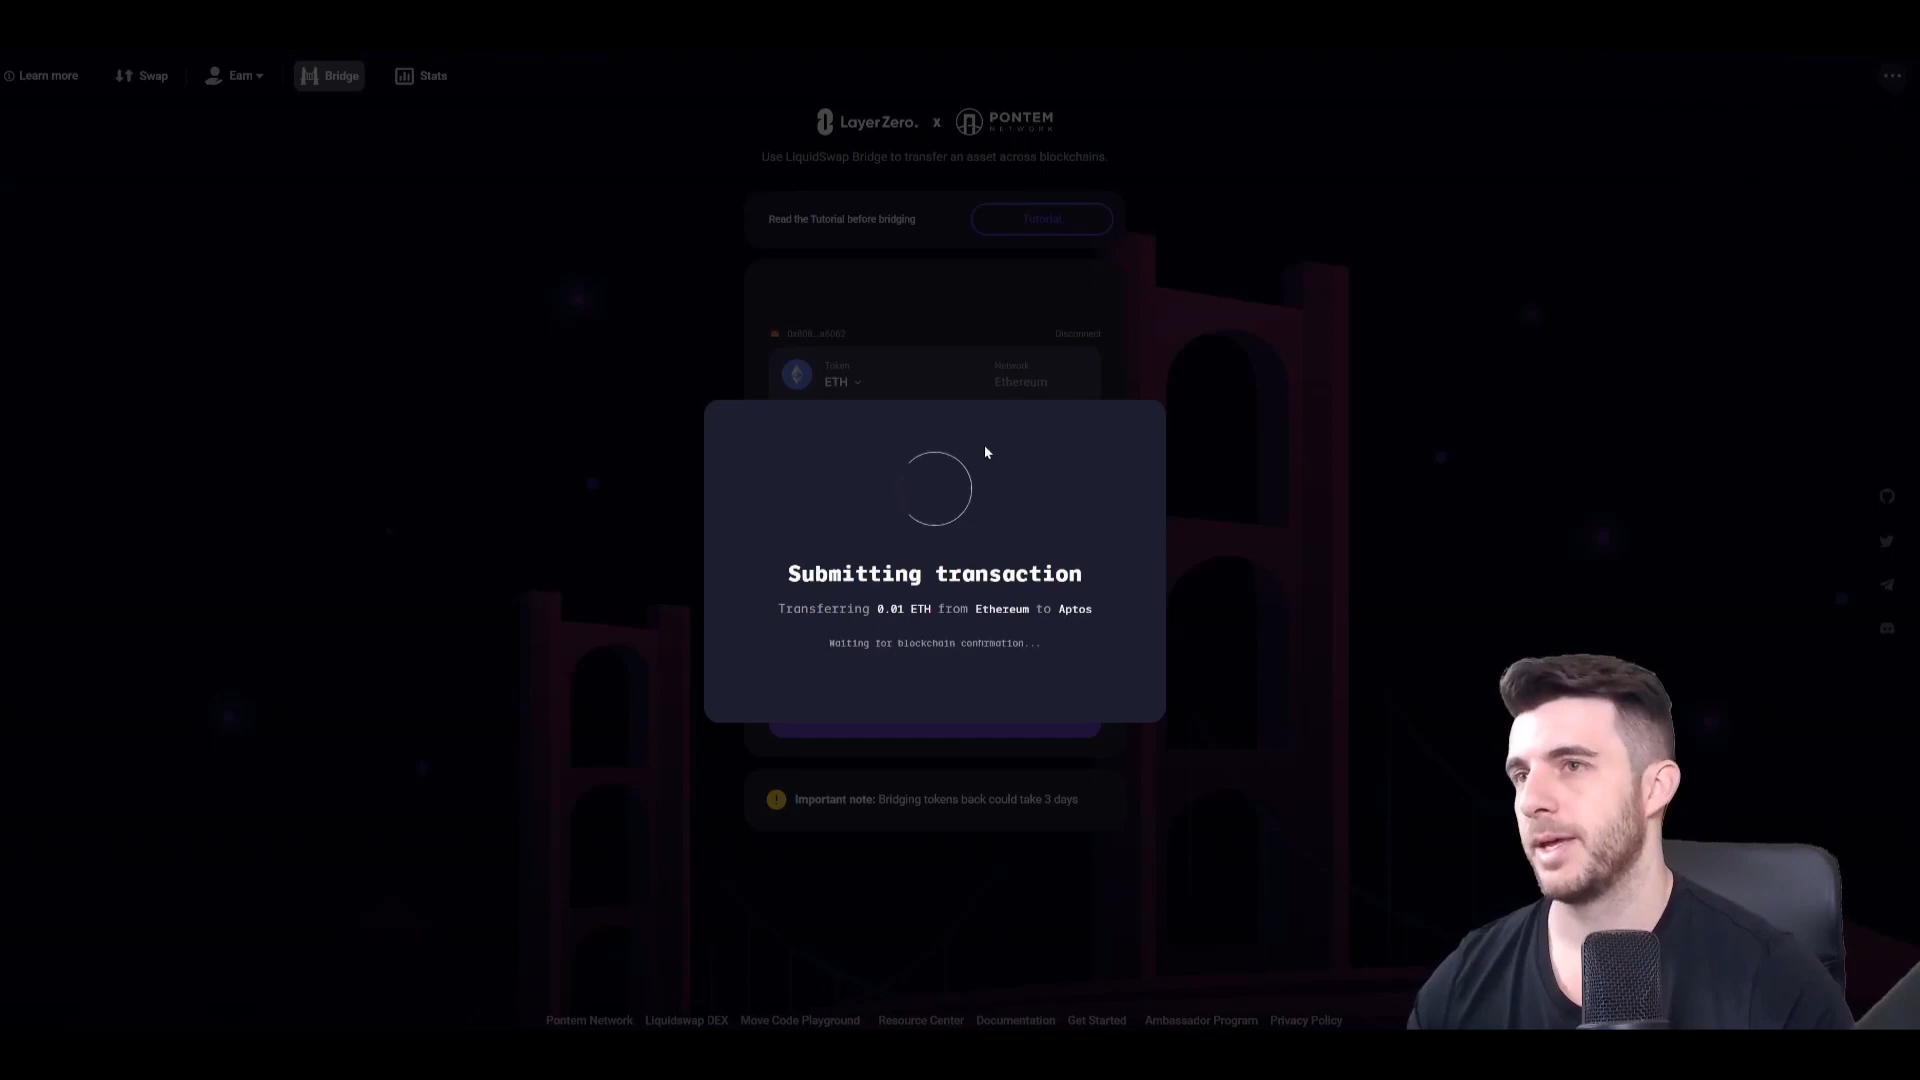 Learn more
Swap
Earn
Bridge
Stats
LayerZero. x PONTEM
NETWORK
Use LiquidSwap Bridge to transfer an asset across blockchains.
Read the Tutorial before bridging
Tutorial
0x808...a6062
Disconnect
Token
Network
ETH
Ethereum
Submitting transaction
Transferring 0.01 ETH from Ethereum to Aptos
Waiting for blockchain confirmation...
Important note: Bridging tokens back could take 3 days
Pontem Network Liquidswap DEX Move Code Playground Resource Center Documentation Get Started Ambassador Program Privacy Policy